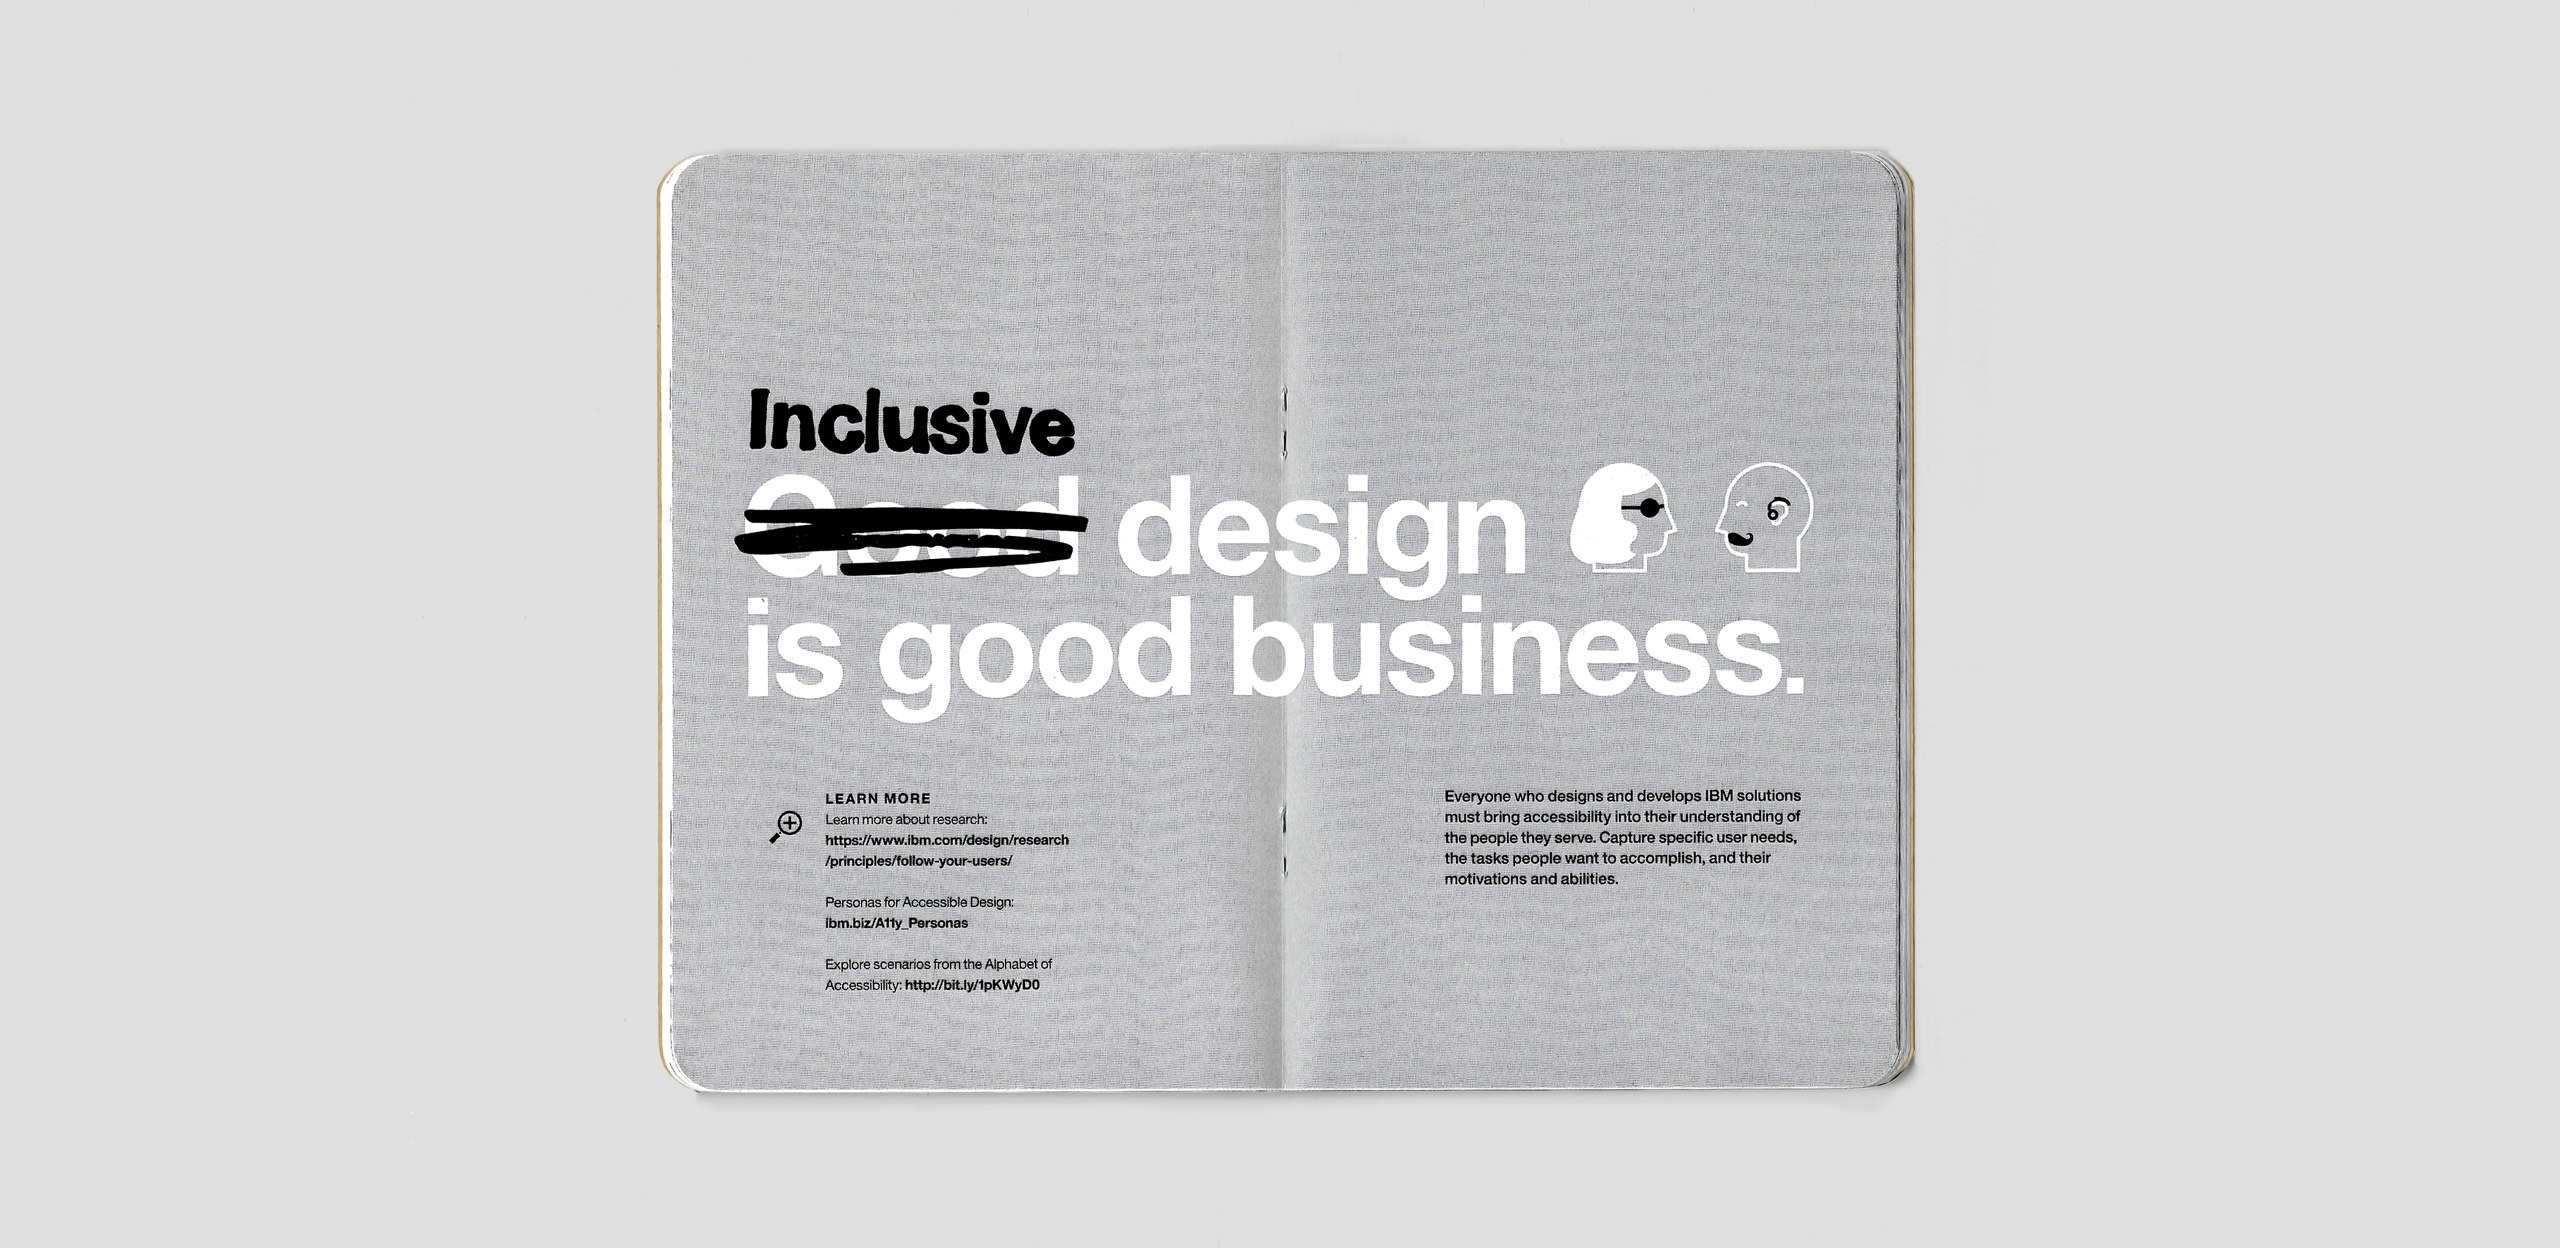 Inclusive
Good design
is good business.
LEARN MORE
Learn more about research:
https://www.ibm.com/design/research
/principles/follow-your-users/
Personas for Accessible Design:
ibm.biz/A11y_Personas
Explore scenarios from the Alphabet of
Accessibility: http://bit.ly/1pKWyD0
Everyone who designs and develops IBM solutions
must bring accessibility into their understanding of
the people they serve. Capture specific user needs,
the tasks people want to accomplish, and their
motivations and abilities.